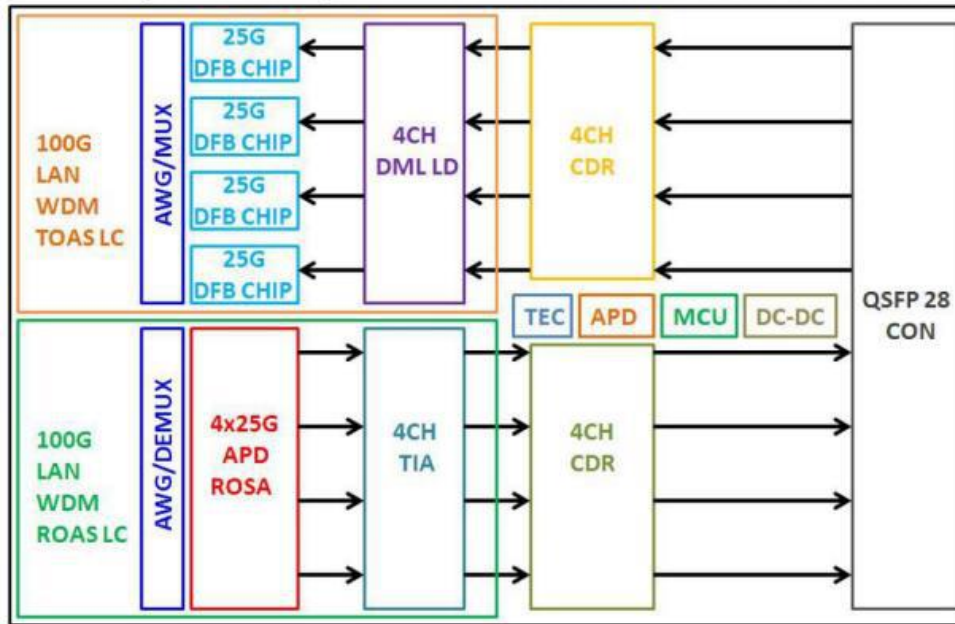 100G
LAN
WDM
TOAS LC
AWG/MUX
25G
DFB CHIP
25G
DFB CHIP
25G
DFB CHIP
25G
DFB CHIP
4CH
DML LD
4CH
CDR
QSFP 28
CON
TEC
APD
MCU
DC-DC
100G
LAN
WDM
ROAS LC
AWG/DEMUX
4x25G
APD
ROSA
4CH
TIA
4CH
CDR